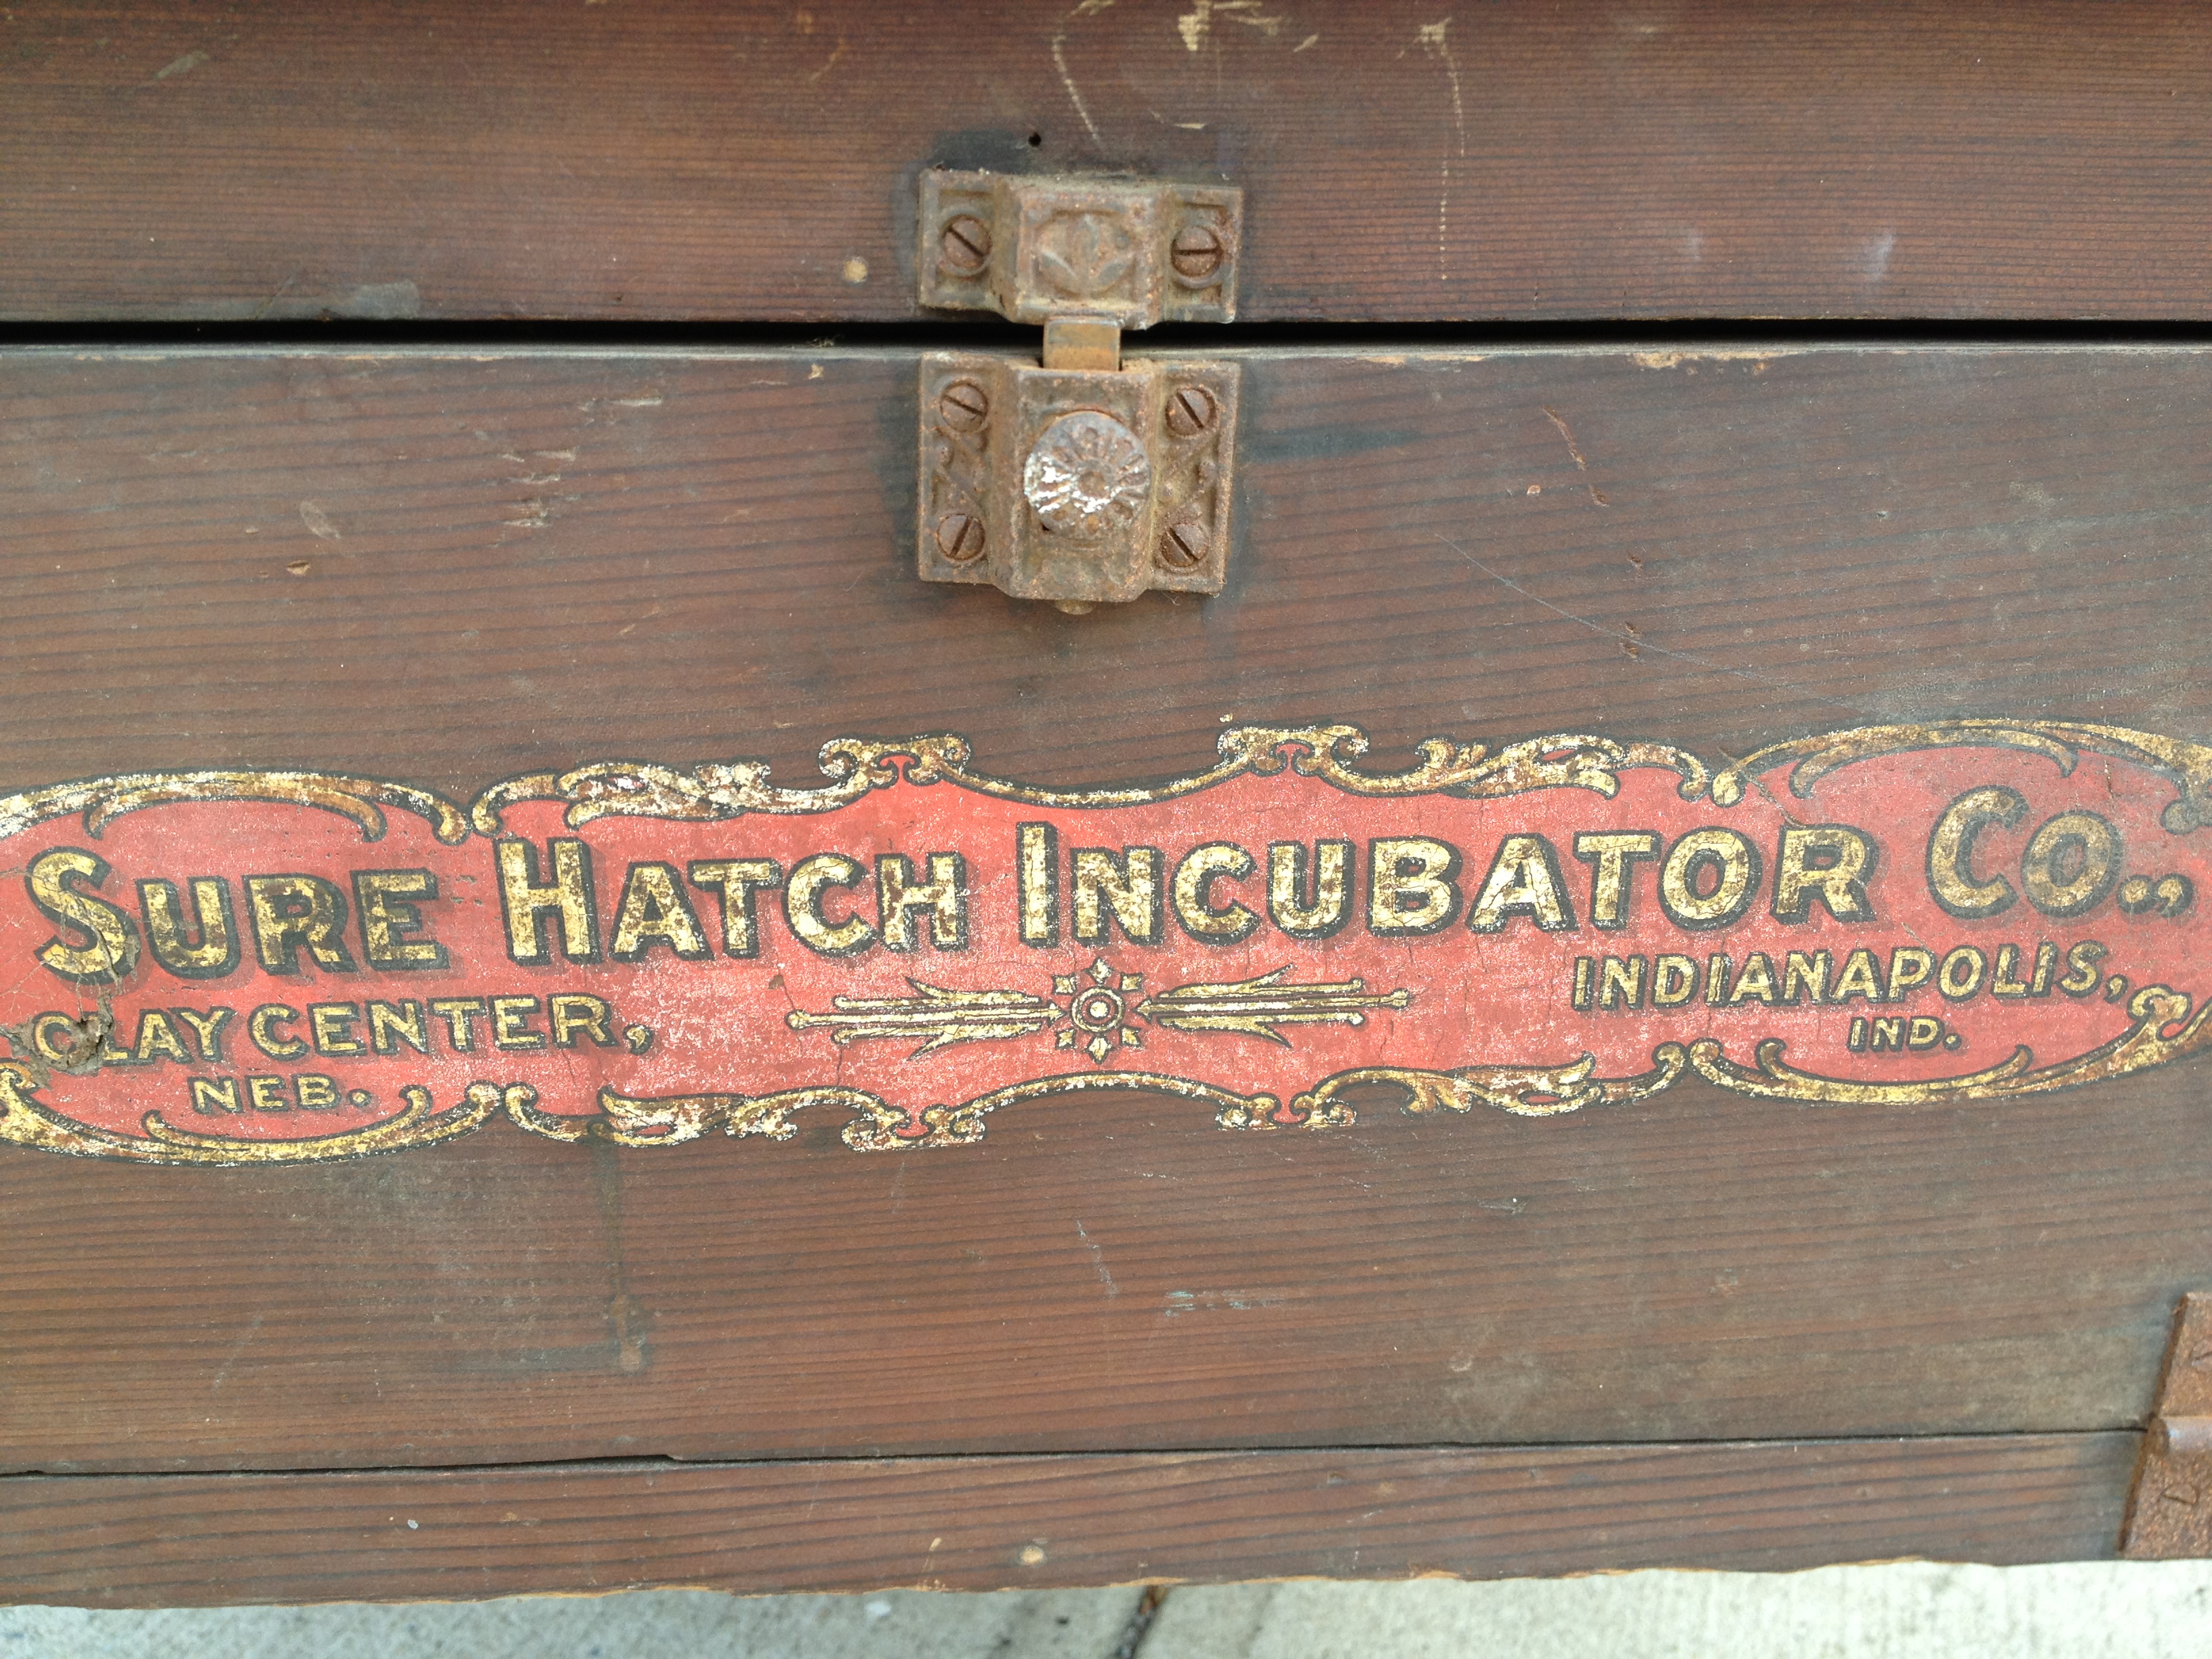 SURE HATCH INCUBATOR CO.,
CLAY CENTER,
NEB.
INDIANAPOLIS,
IND.